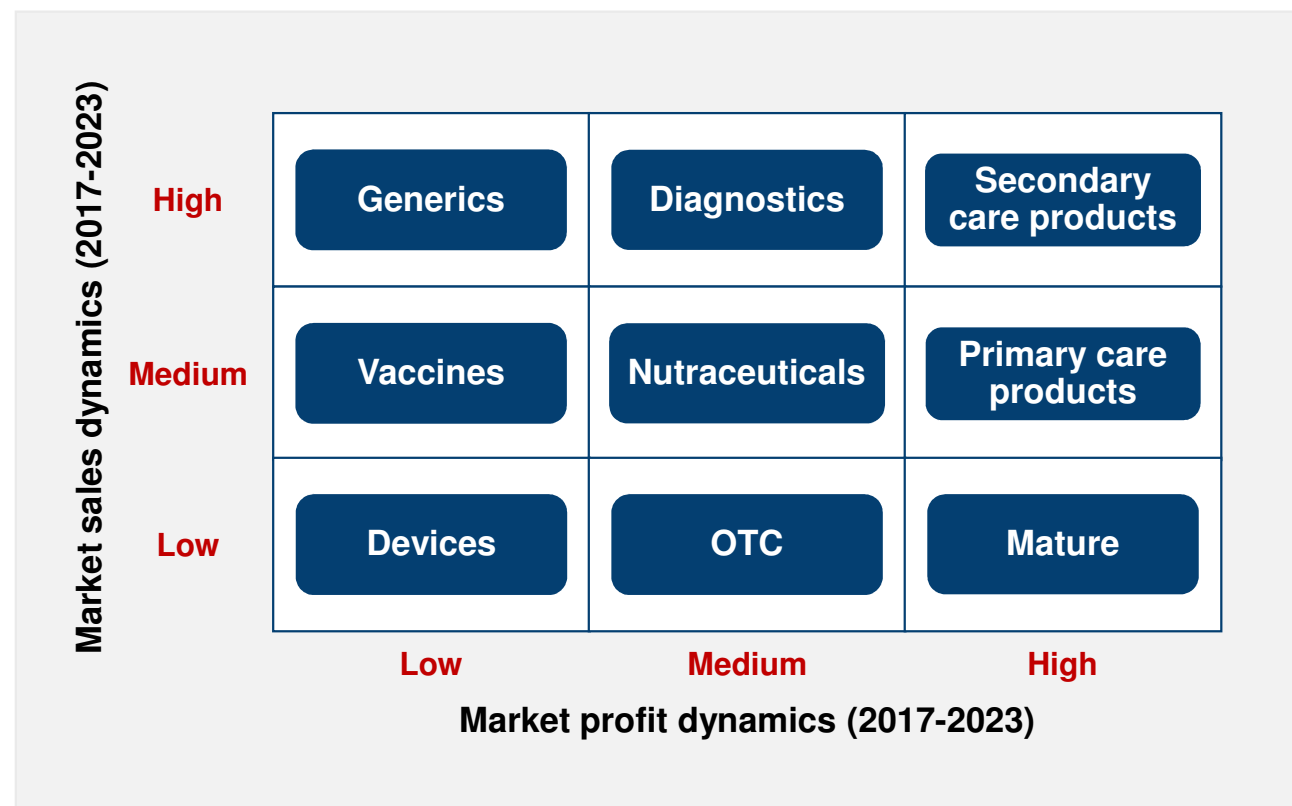 Market sales dynamics (2017-2023)
High
Generics
Diagnostics
Secondary
care products
Medium
Vaccines
Nutraceuticals
Primary care
products
Low
Devices
OTC
Mature
Low
Medium
High
Market profit dynamics (2017-2023)